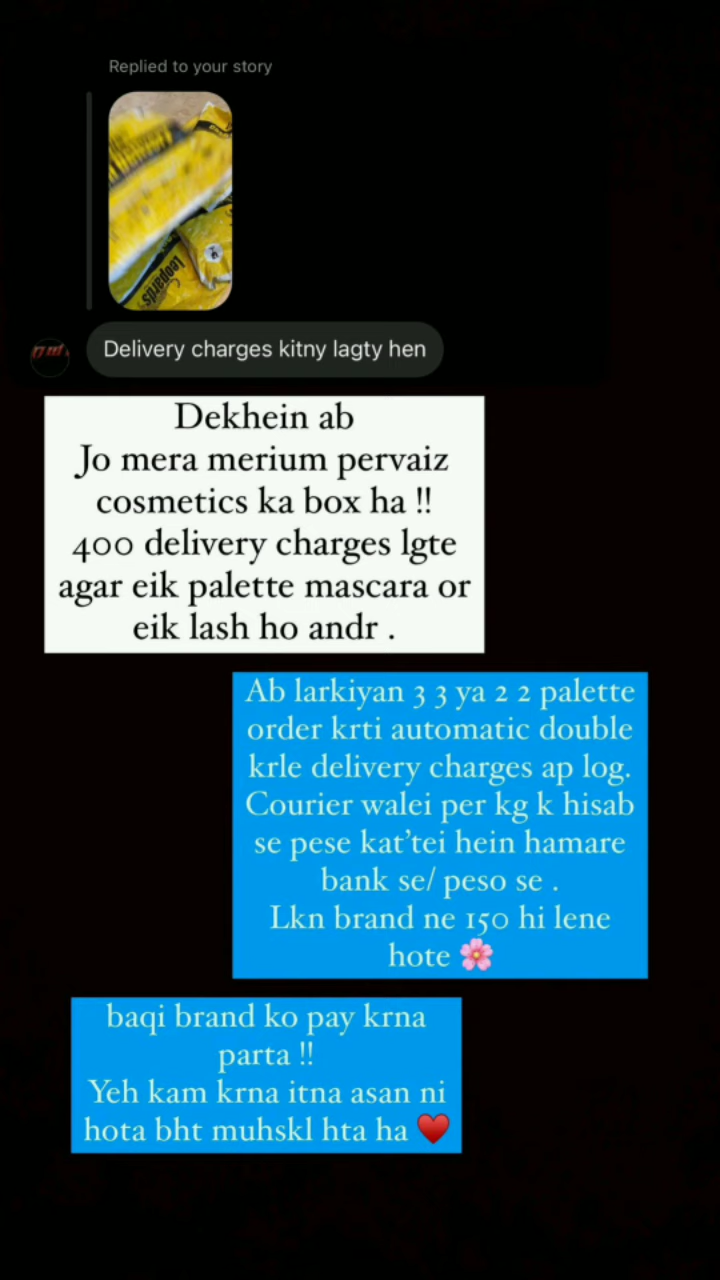 Replied to your story
Leopards
Delivery charges kitny lagty hen
Dekhein ab
Jo mera merium pervaiz
cosmetics ka box ha !!
400 delivery charges lgte
agar eik palette mascara or
eik lash ho andr .
Ab larkiyan 3 3 ya 2 2 palette
order krti automatic double
krle delivery charges ap log.
Courier walei per kg k hisab
se pese kat’tei hein hamare
bank se/ peso se .
Lkn brand ne 150 hi lene
hote 🌸
baqi brand ko pay krna
parta !!
Yeh kam krna itna asan ni
hota bht muhskl hta ha ♥️